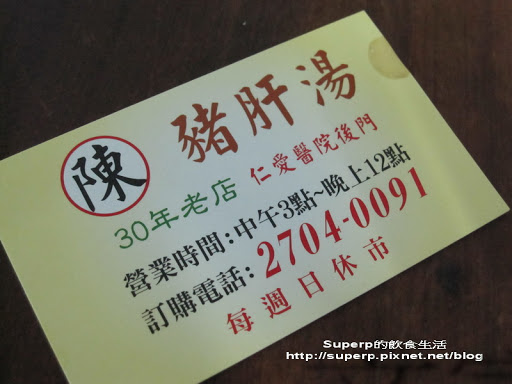 陳 豬肝湯
30年老店 仁愛醫院後門
營業時間:中午3點~晚上12點
訂購電話:2704-0091
每週日休市
Superp的飲食生活
http://superp.pixnet.net/blog